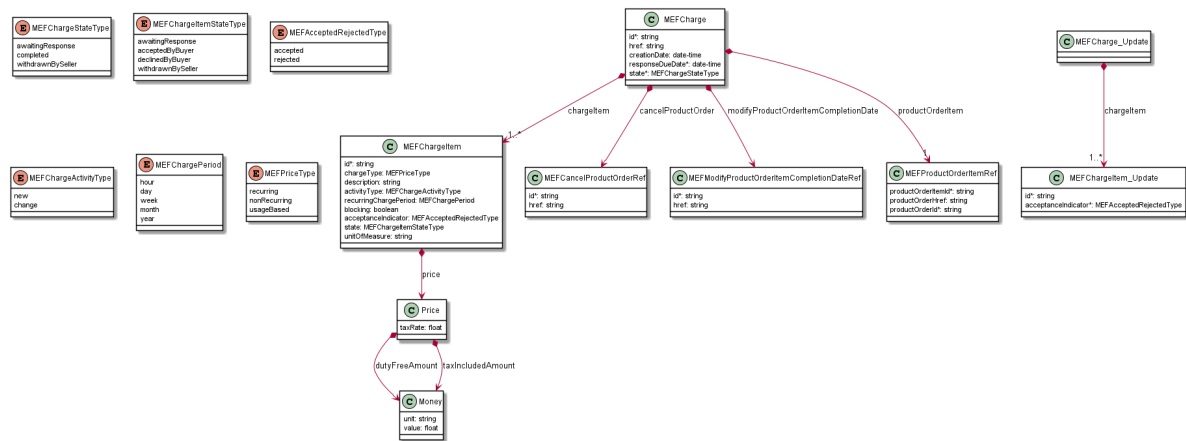 E MEFChargeStateType
awaitingResponse
completed
withdrawnBySeller
E MEFChargeItemStateType
awaitingResponse
acceptedByBuyer
declinedByBuyer
withdrawnBySeller
E MEFAcceptedRejectedType
accepted
rejected
C MEFCharge
id*: string
href: string
creationDate: date-time
responseDueDate*: date-time
state*: MEFChargeStateType
C MEFCharge_Update
chargeItem
cancelProductOrder
modifyProductOrderItemCompletionDate
productOrderItem
chargeItem
1..*
1
1..*
E MEFChargeActivityType
new
change
E MEFChargePeriod
hour
day
week
month
year
E MEFPriceType
recurring
nonRecurring
usageBased
C MEFChargeItem
id*: string
chargeType: MEFPriceType
description: string
activityType: MEFChargeActivityType
recurringChargePeriod: MEFChargePeriod
blocking: boolean
acceptanceIndicator: MEFAcceptedRejectedType
state: MEFChargeItemStateType
unitOfMeasure: string
C MEFCancelProductOrderRef
id*: string
href: string
C MEFModifyProductOrderItemCompletionDateRef
id*: string
href: string
C MEFProductOrderItemRef
productOrderItemId*: string
productOrderHref: string
productOrderId*: string
C MEFChargeItem_Update
id*: string
acceptanceIndicator*: MEFAcceptedRejectedType
price
C Price
taxRate: float
dutyFreeAmount
taxIncludedAmount
C Money
unit: string
value: float